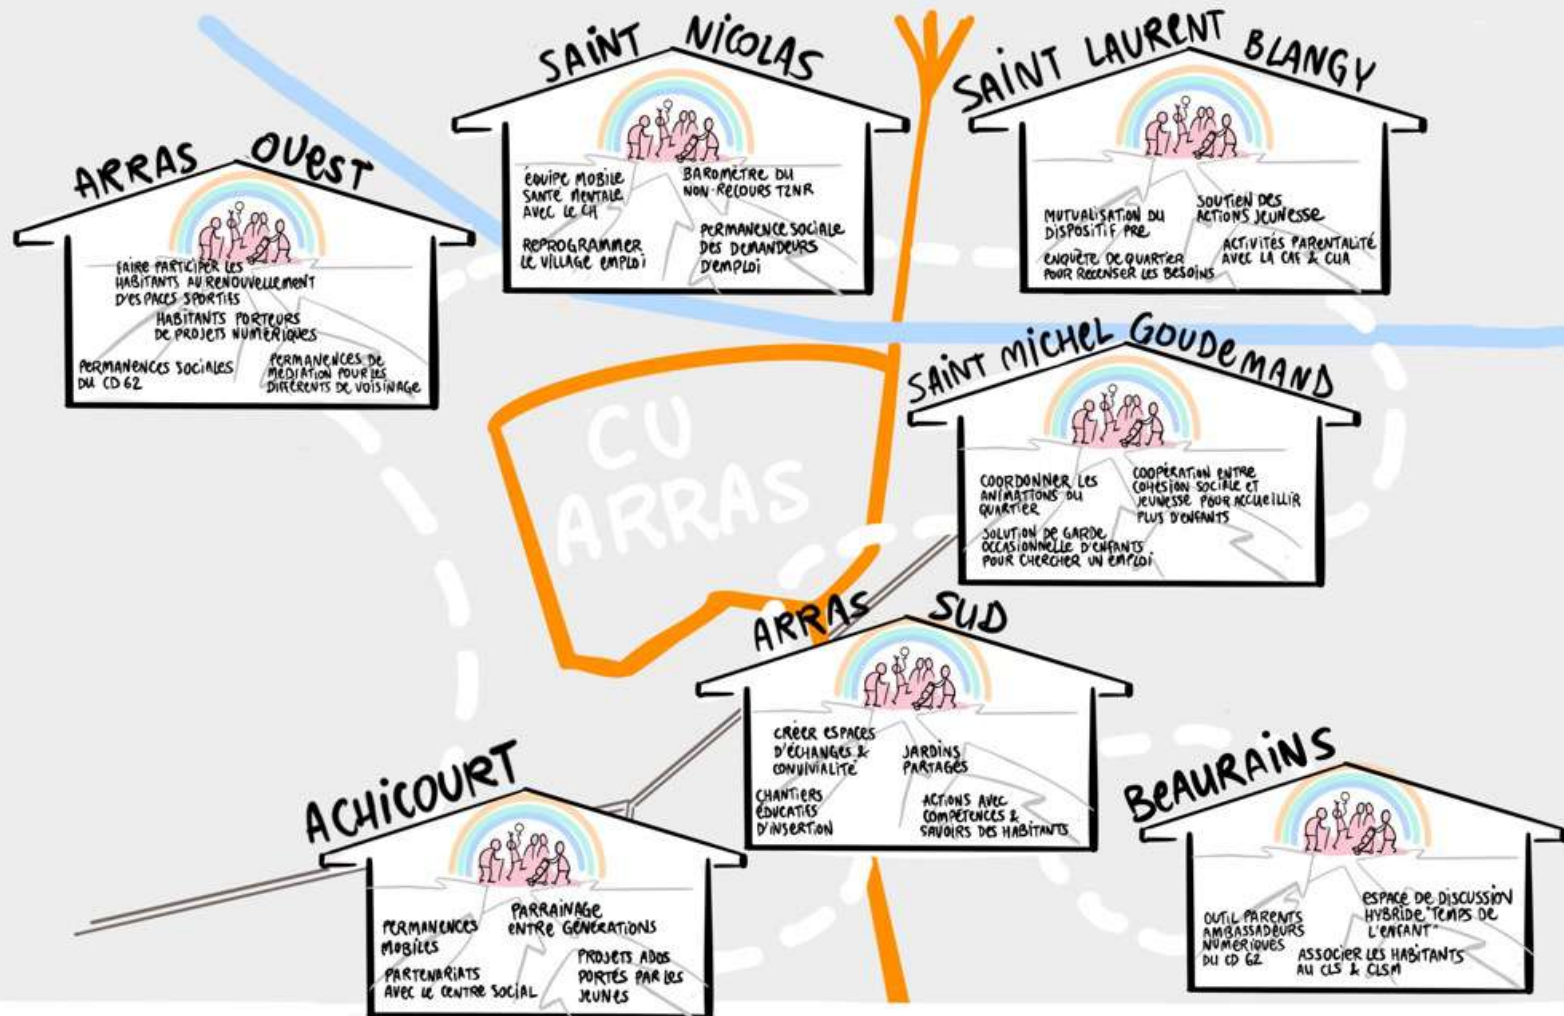 ARRAS OUEST
FAIRE PARTICIPER LES
HABITANTS AU RENOUVELLEMENT
D'ESPACES SPORTIFS
HABITANTS PORTEURS
DE PROJETS NUMÉRIQUES
PERMANENCES SOCIALES
DU CD 62
PERMANENCES DE
MÉDIATION POUR LES
DIFFÉRENTS DE VOISINAGE
SAINT NICOLAS
ÉQUIPE MOBILE
SANTÉ MENTALE
AVEC LE CH
BAROMÈTRE DU
NON-RECOURS TZNR
REPROGRAMMER
LE VILLAGE EMPLOI
PERMANENCE SOCIALE
DES DEMANDEURS
D'EMPLOI
SAINT LAURENT BLANGY
MUTUALISATION DU
DISPOSITIF PRE
SOUTIEN DES
ACTIONS JEUNESSE
ENQUÊTE DE QUARTIER
POUR RECENSER LES BESOINS
ACTIVITÉS PARENTALITÉ
AVEC LA CAF & CUA
CU
ARRAS
SAINT MICHEL GOUDEMAND
COORDONNER LES
ANIMATIONS DU
QUARTIER
COOPÉRATION ENTRE
COHÉSION SOCIALE ET
JEUNESSE POUR ACCUEILLIR
PLUS D'ENFANTS
SOLUTION DE GARDE
OCCASIONNELLE D'ENFANTS
POUR CHERCHER UN EMPLOI
ARRAS SUD
CRÉER ESPACES
D'ÉCHANGES &
CONVIVIALITÉ
JARDINS
PARTAGÉS
CHANTIERS
ÉDUCATIFS
D'INSERTION
ACTIONS AVEC
COMPÉTENCES &
SAVOIRS DES HABITANTS
ACHICOURT
PERMANENCES
MOBILES
PARRAINAGE
ENTRE GÉNÉRATIONS
PARTENARIATS
AVEC LE CENTRE SOCIAL
PROJETS ADOS
PORTÉS PAR LES
JEUNES
BEAURAINS
OUTIL PARENTS
AMBASSADEURS
NUMÉRIQUES
DU CD 62
ESPACE DE DISCUSSION
HYBRIDE "TEMPS DE
L'ENFANT"
ASSOCIER LES HABITANTS
AU CLS & CLSM